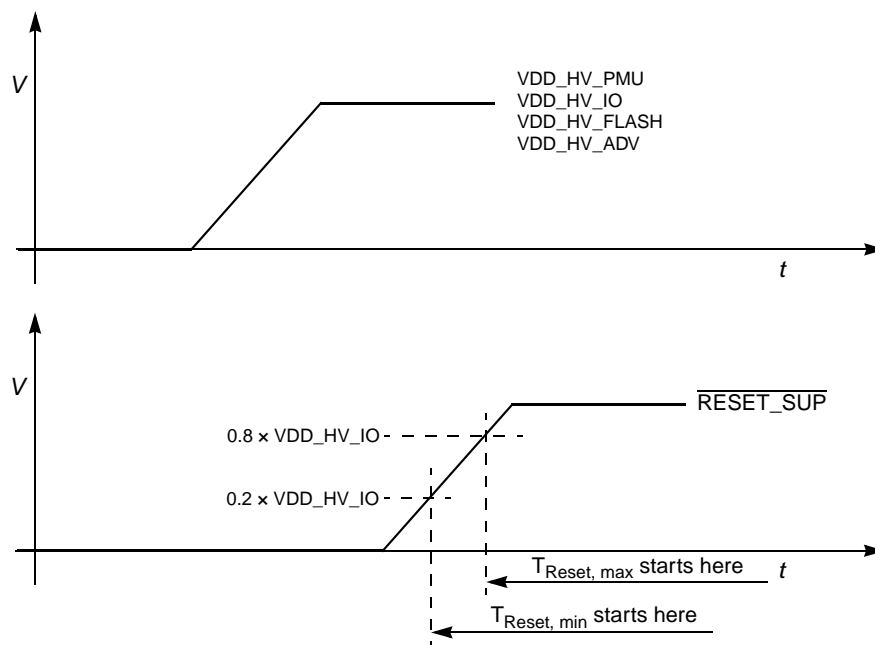 V
VDD_HV_PMU
VDD_HV_IO
VDD_HV_FLASH
VDD_HV_ADV
t
V
RESET_SUP
0.8 × VDD_HV_IO
0.2 × VDD_HV_IO
TReset, max starts here
t
TReset, min starts here